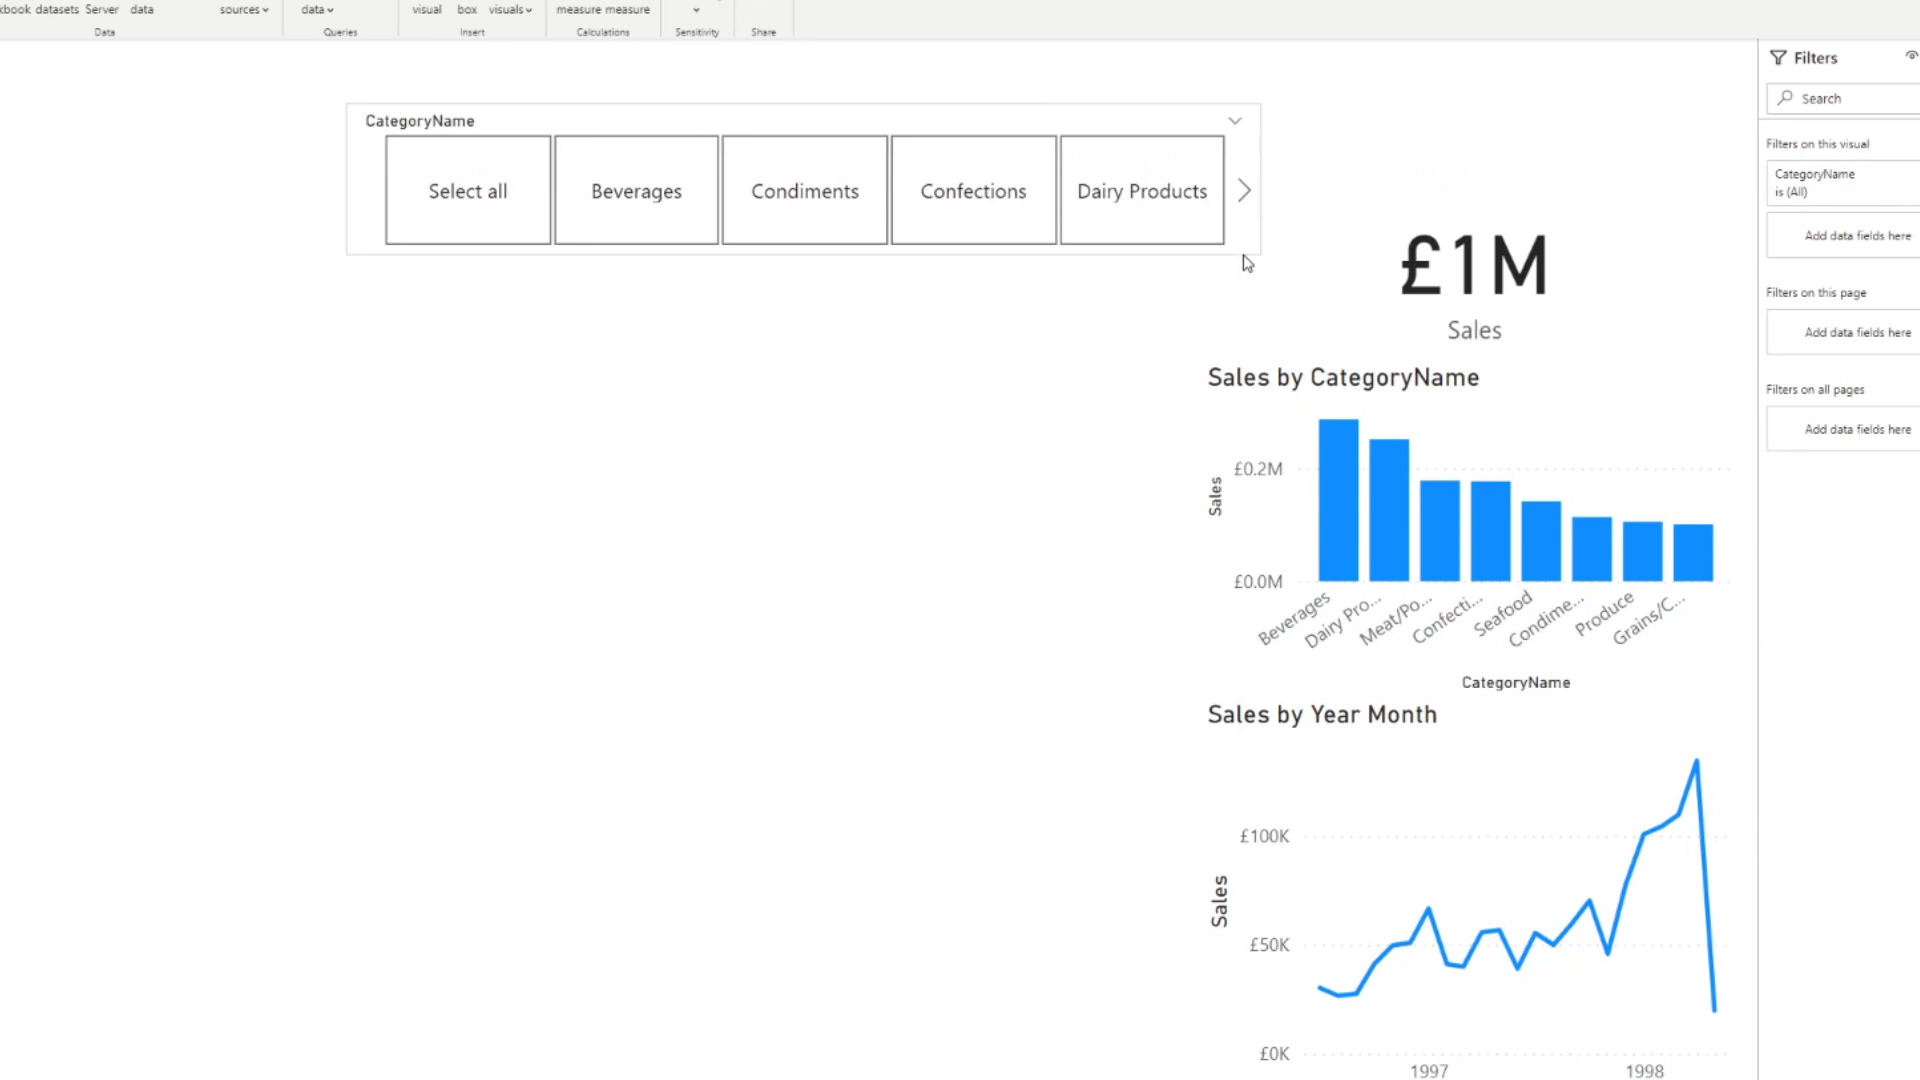 datasets Server data sources data visual box visuals measure measure
Data Queries Insert Calculations Sensitivity Share
Filters
Search
CategoryName
Select all Beverages Condiments Confections Dairy Products
Filters on this visual
CategoryName
is (All)
Add data fields here
£1M
Sales
Filters on this page
Add data fields here
Sales by CategoryName
Filters on all pages
Add data fields here
£0.2M
Sales
£0.0M
Beverages Dairy Pro... Meat/Po... Confecti... Seafood Condime... Produce Grains/C...
CategoryName
Sales by Year Month
£100K
Sales
£50K
£0K
1997 1998